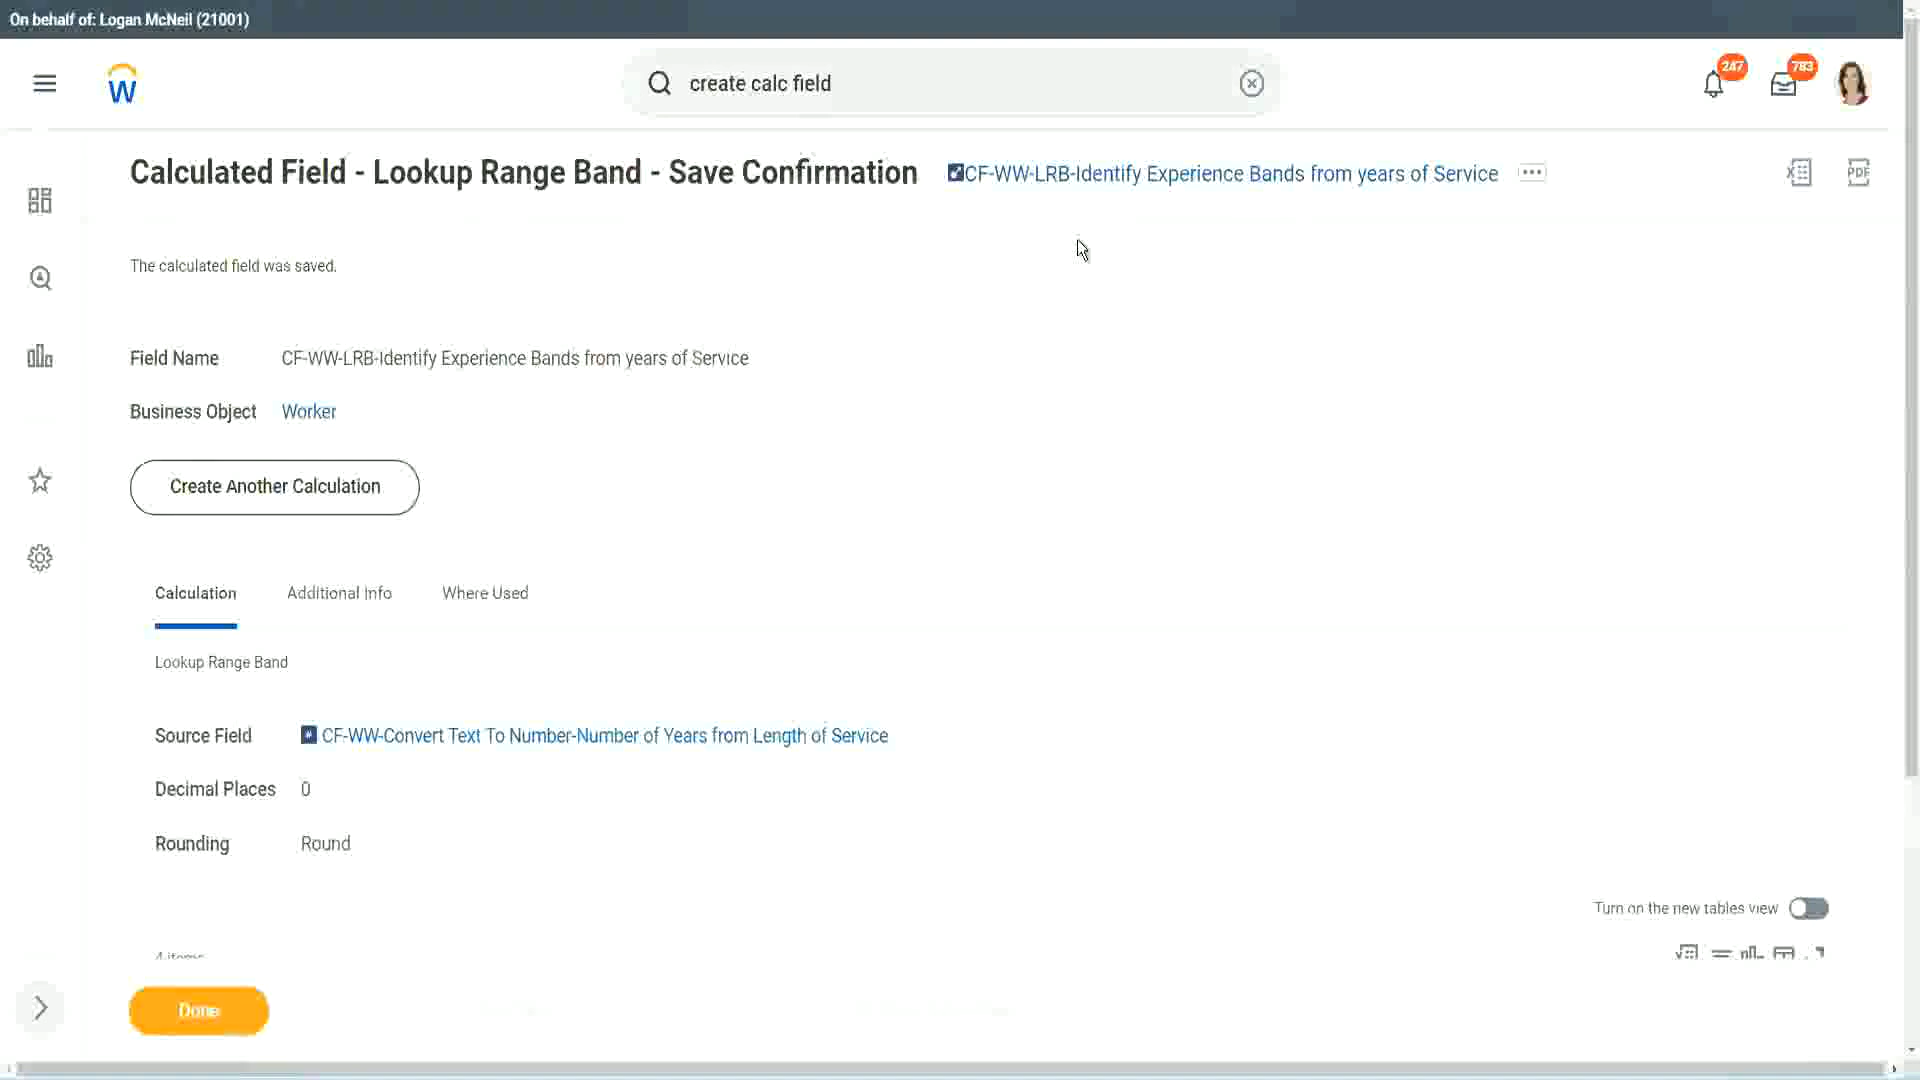 On behalf of: Logan McNeil (21001)
create calc field
247
783
Calculated Field - Lookup Range Band - Save Confirmation
CF-WW-LRB-Identify Experience Bands from years of Service
PDF
The calculated field was saved.
Field Name CF-WW-LRB-Identify Experience Bands from years of Service
Business Object Worker
Create Another Calculation
Calculation Additional Info Where Used
Lookup Range Band
Source Field CF-WW-Convert Text To Number-Number of Years from Length of Service
Decimal Places 0
Rounding Round
Turn on the new tables view
4 items
Done